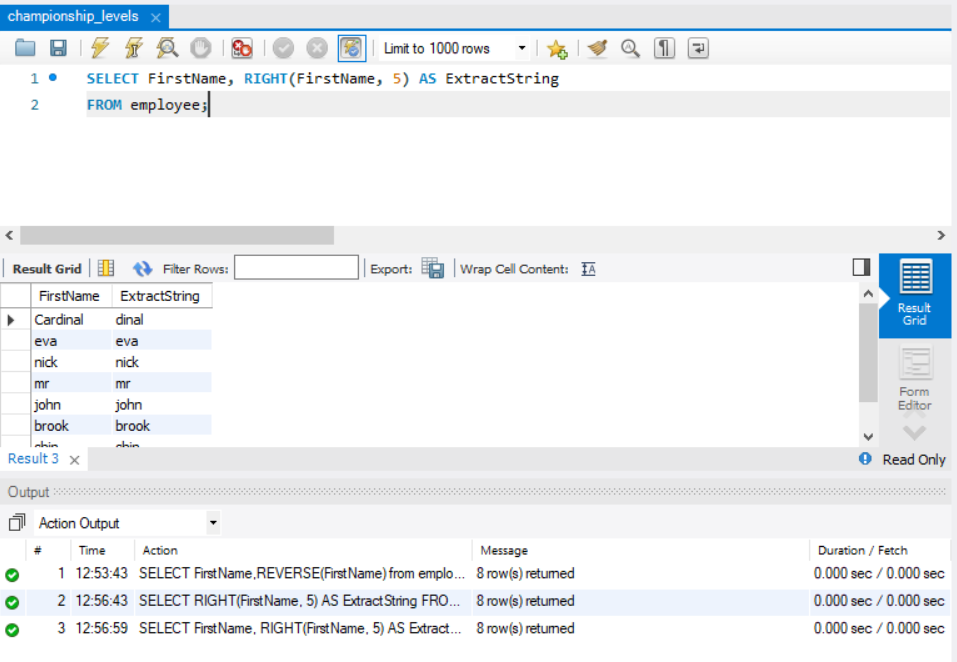 championship_levels
Limit to 1000 rows
1 SELECT FirstName, RIGHT(FirstName, 5) AS ExtractString
2 FROM employee;
Result Grid Filter Rows: Export: Wrap Cell Content: IA
FirstName ExtractString
Cardinal dinal
eva eva
nick nick
mr mr
john john
brook brook
Result Grid
Form Editor
Result 3 Read Only
Output
Action Output
# Time Action Message Duration / Fetch
1 12:53:43 SELECT FirstName,REVERSE(FirstName) from emplo... 8 row(s) returned 0.000 sec / 0.000 sec
2 12:56:43 SELECT RIGHT(FirstName, 5) AS ExtractString FRO... 8 row(s) returned 0.000 sec / 0.000 sec
3 12:56:59 SELECT FirstName, RIGHT(FirstName, 5) AS Extract... 8 row(s) returned 0.000 sec / 0.000 sec